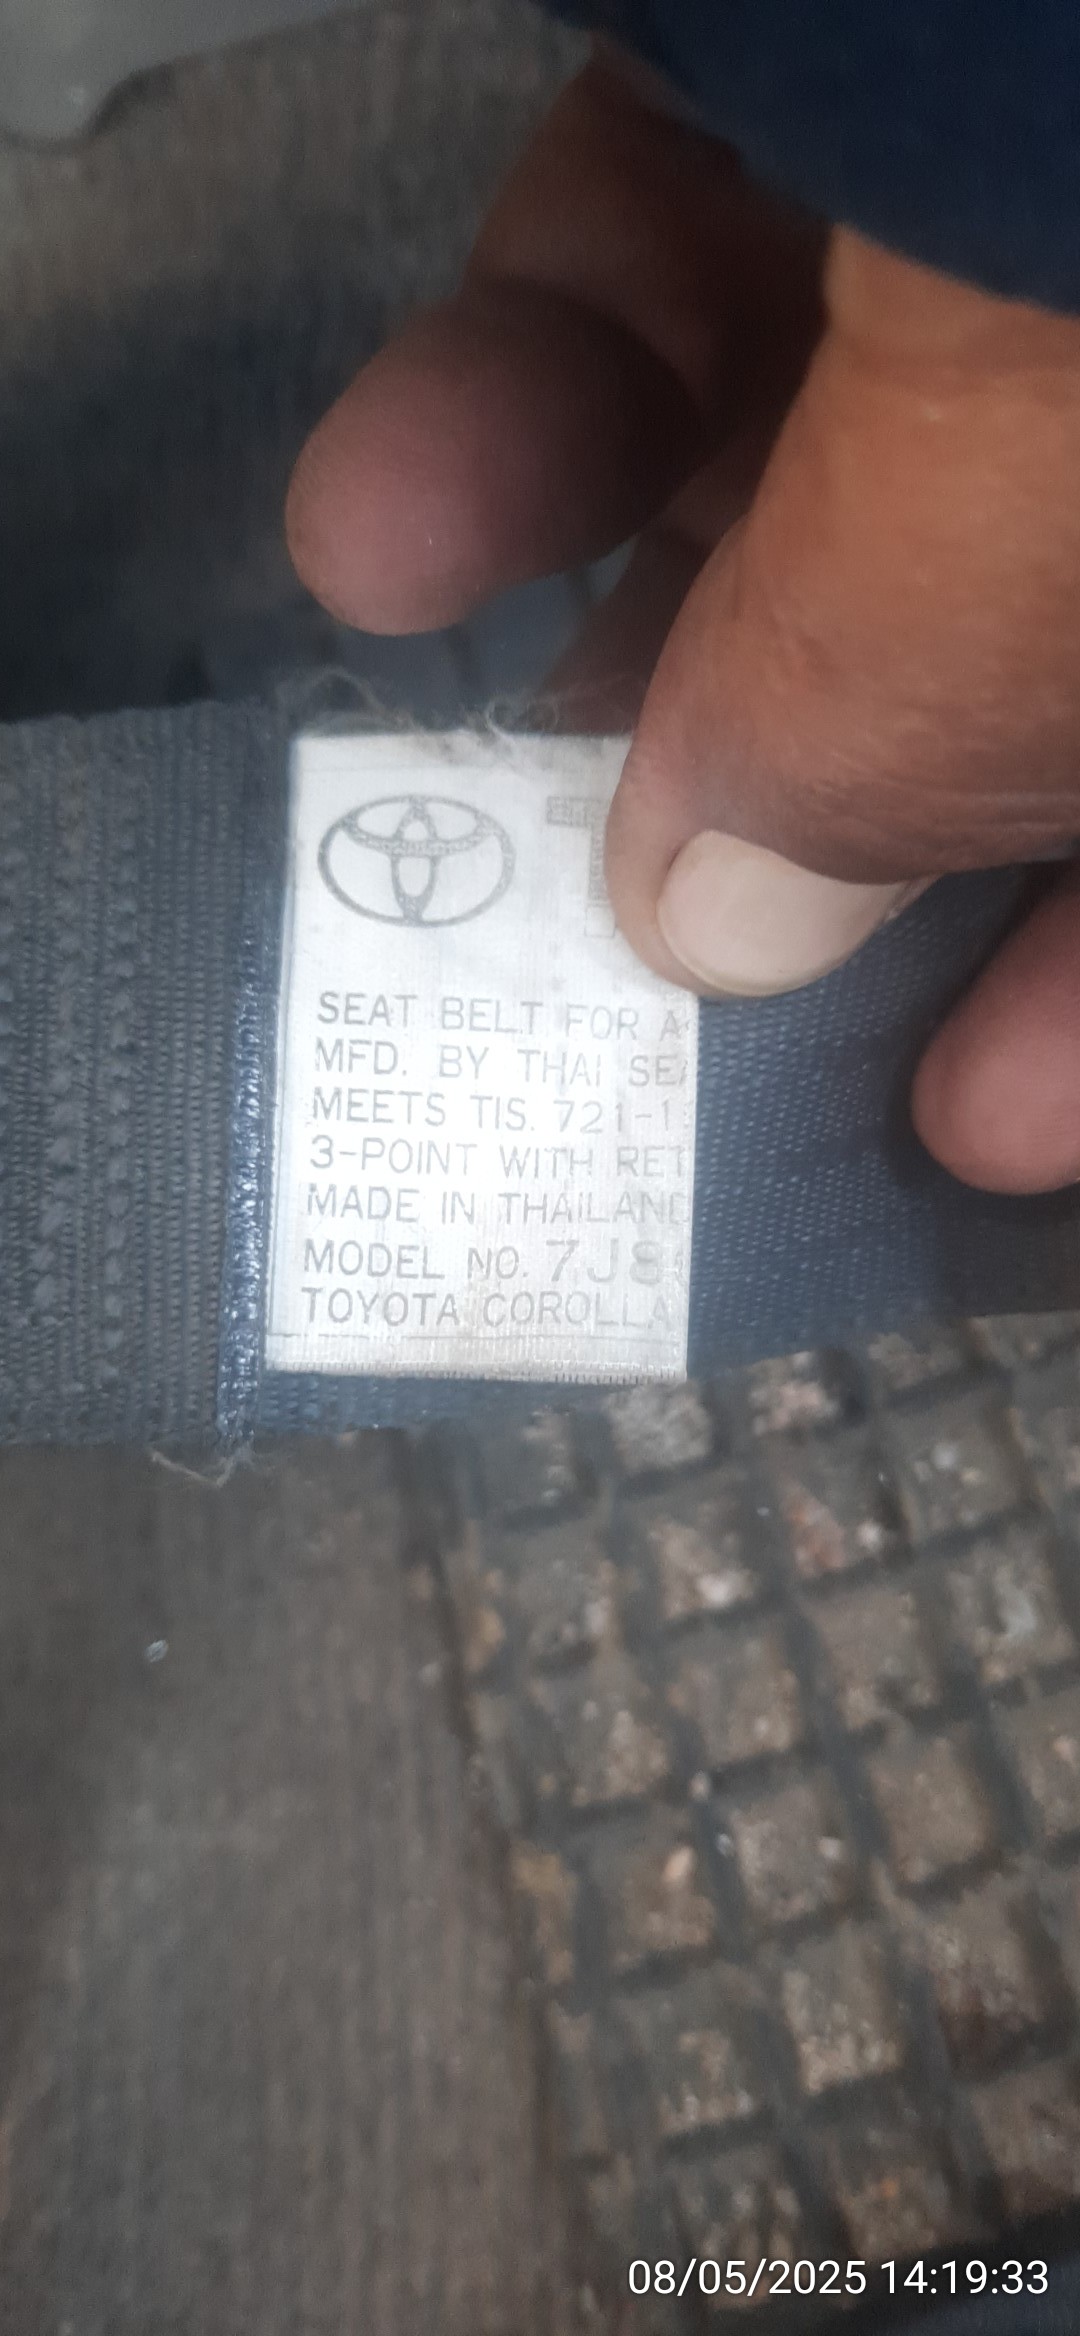 T
SEAT BELT FOR A
MFD. BY THAI SE
MEETS TIS. 721-1
3-POINT WITH RET
MADE IN THAILAND
MODEL NO. 7J8
TOYOTA COROLLA
08/05/2025 14:19:33